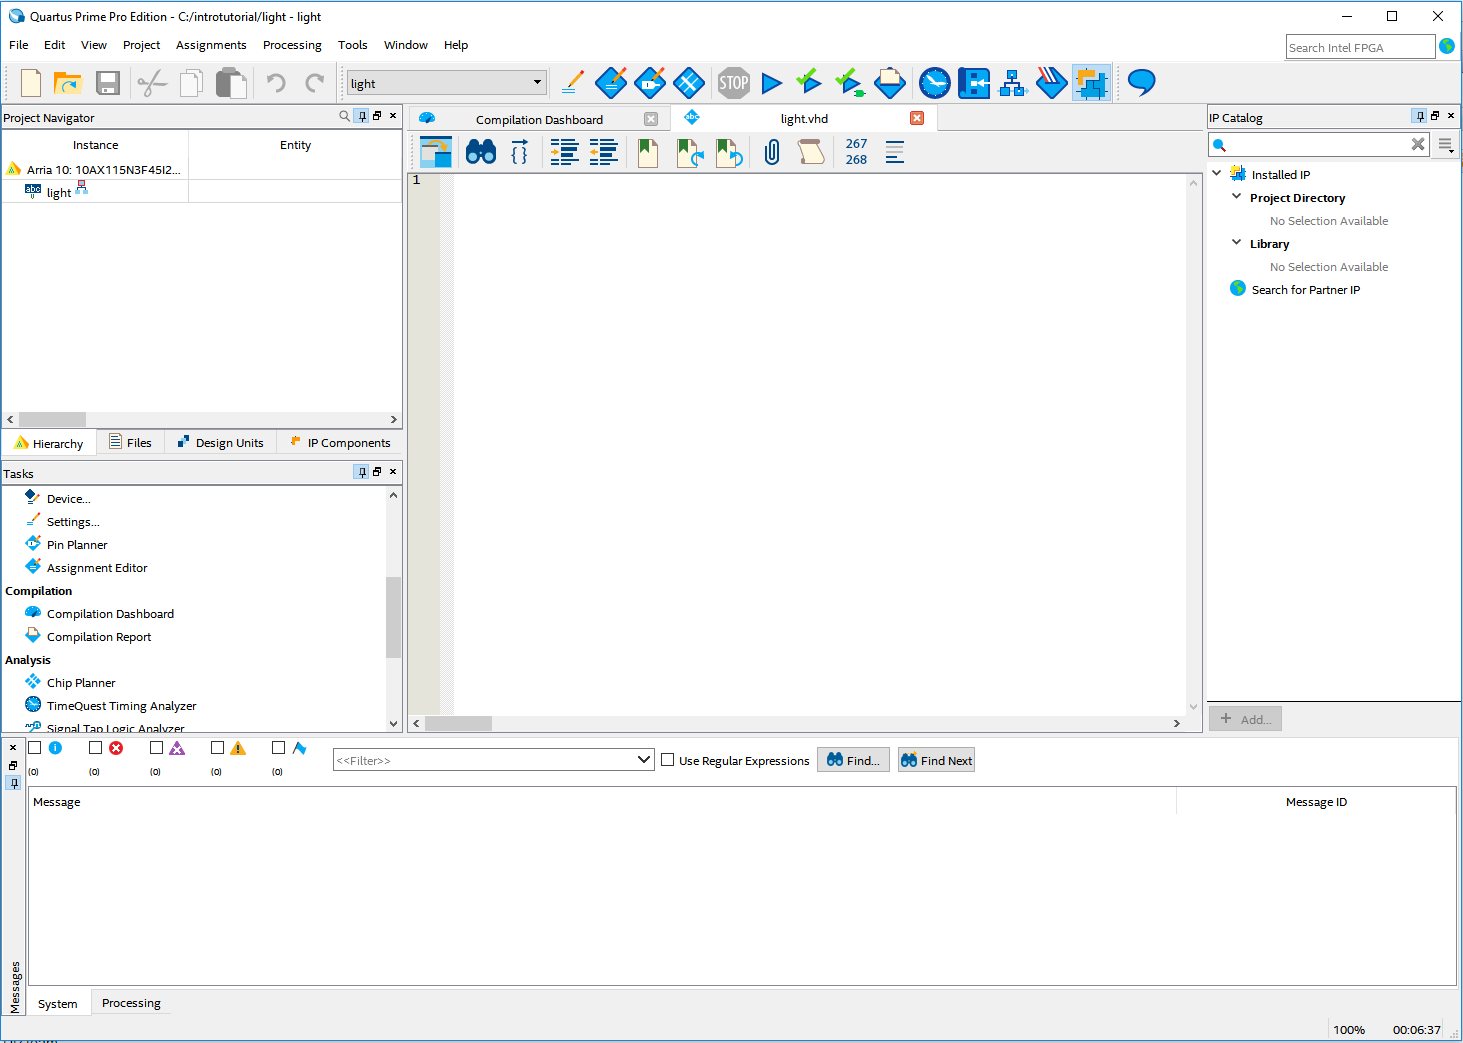 Quartus Prime Pro Edition - C:/introtutorial/light - light
File Edit View Project Assignments Processing Tools Window Help
Search Intel FPGA
light
STOP
Project Navigator
Instance Entity
Arria 10: 10AX115N3F45I2...
light
Hierarchy Files Design Units IP Components
Tasks
Device...
Settings...
Pin Planner
Assignment Editor
Compilation
Compilation Dashboard
Compilation Report
Analysis
Chip Planner
TimeQuest Timing Analyzer
Signal Tap Logic Analyzer
Compilation Dashboard light.vhd
abc
267
268
1
IP Catalog
Installed IP
Project Directory
No Selection Available
Library
No Selection Available
Search for Partner IP
+ Add...
(0) (0) (0) (0) (0)
<<Filter>>
Use Regular Expressions
Find...
Find Next
Message Message ID
Messages
System Processing
100% 00:06:37